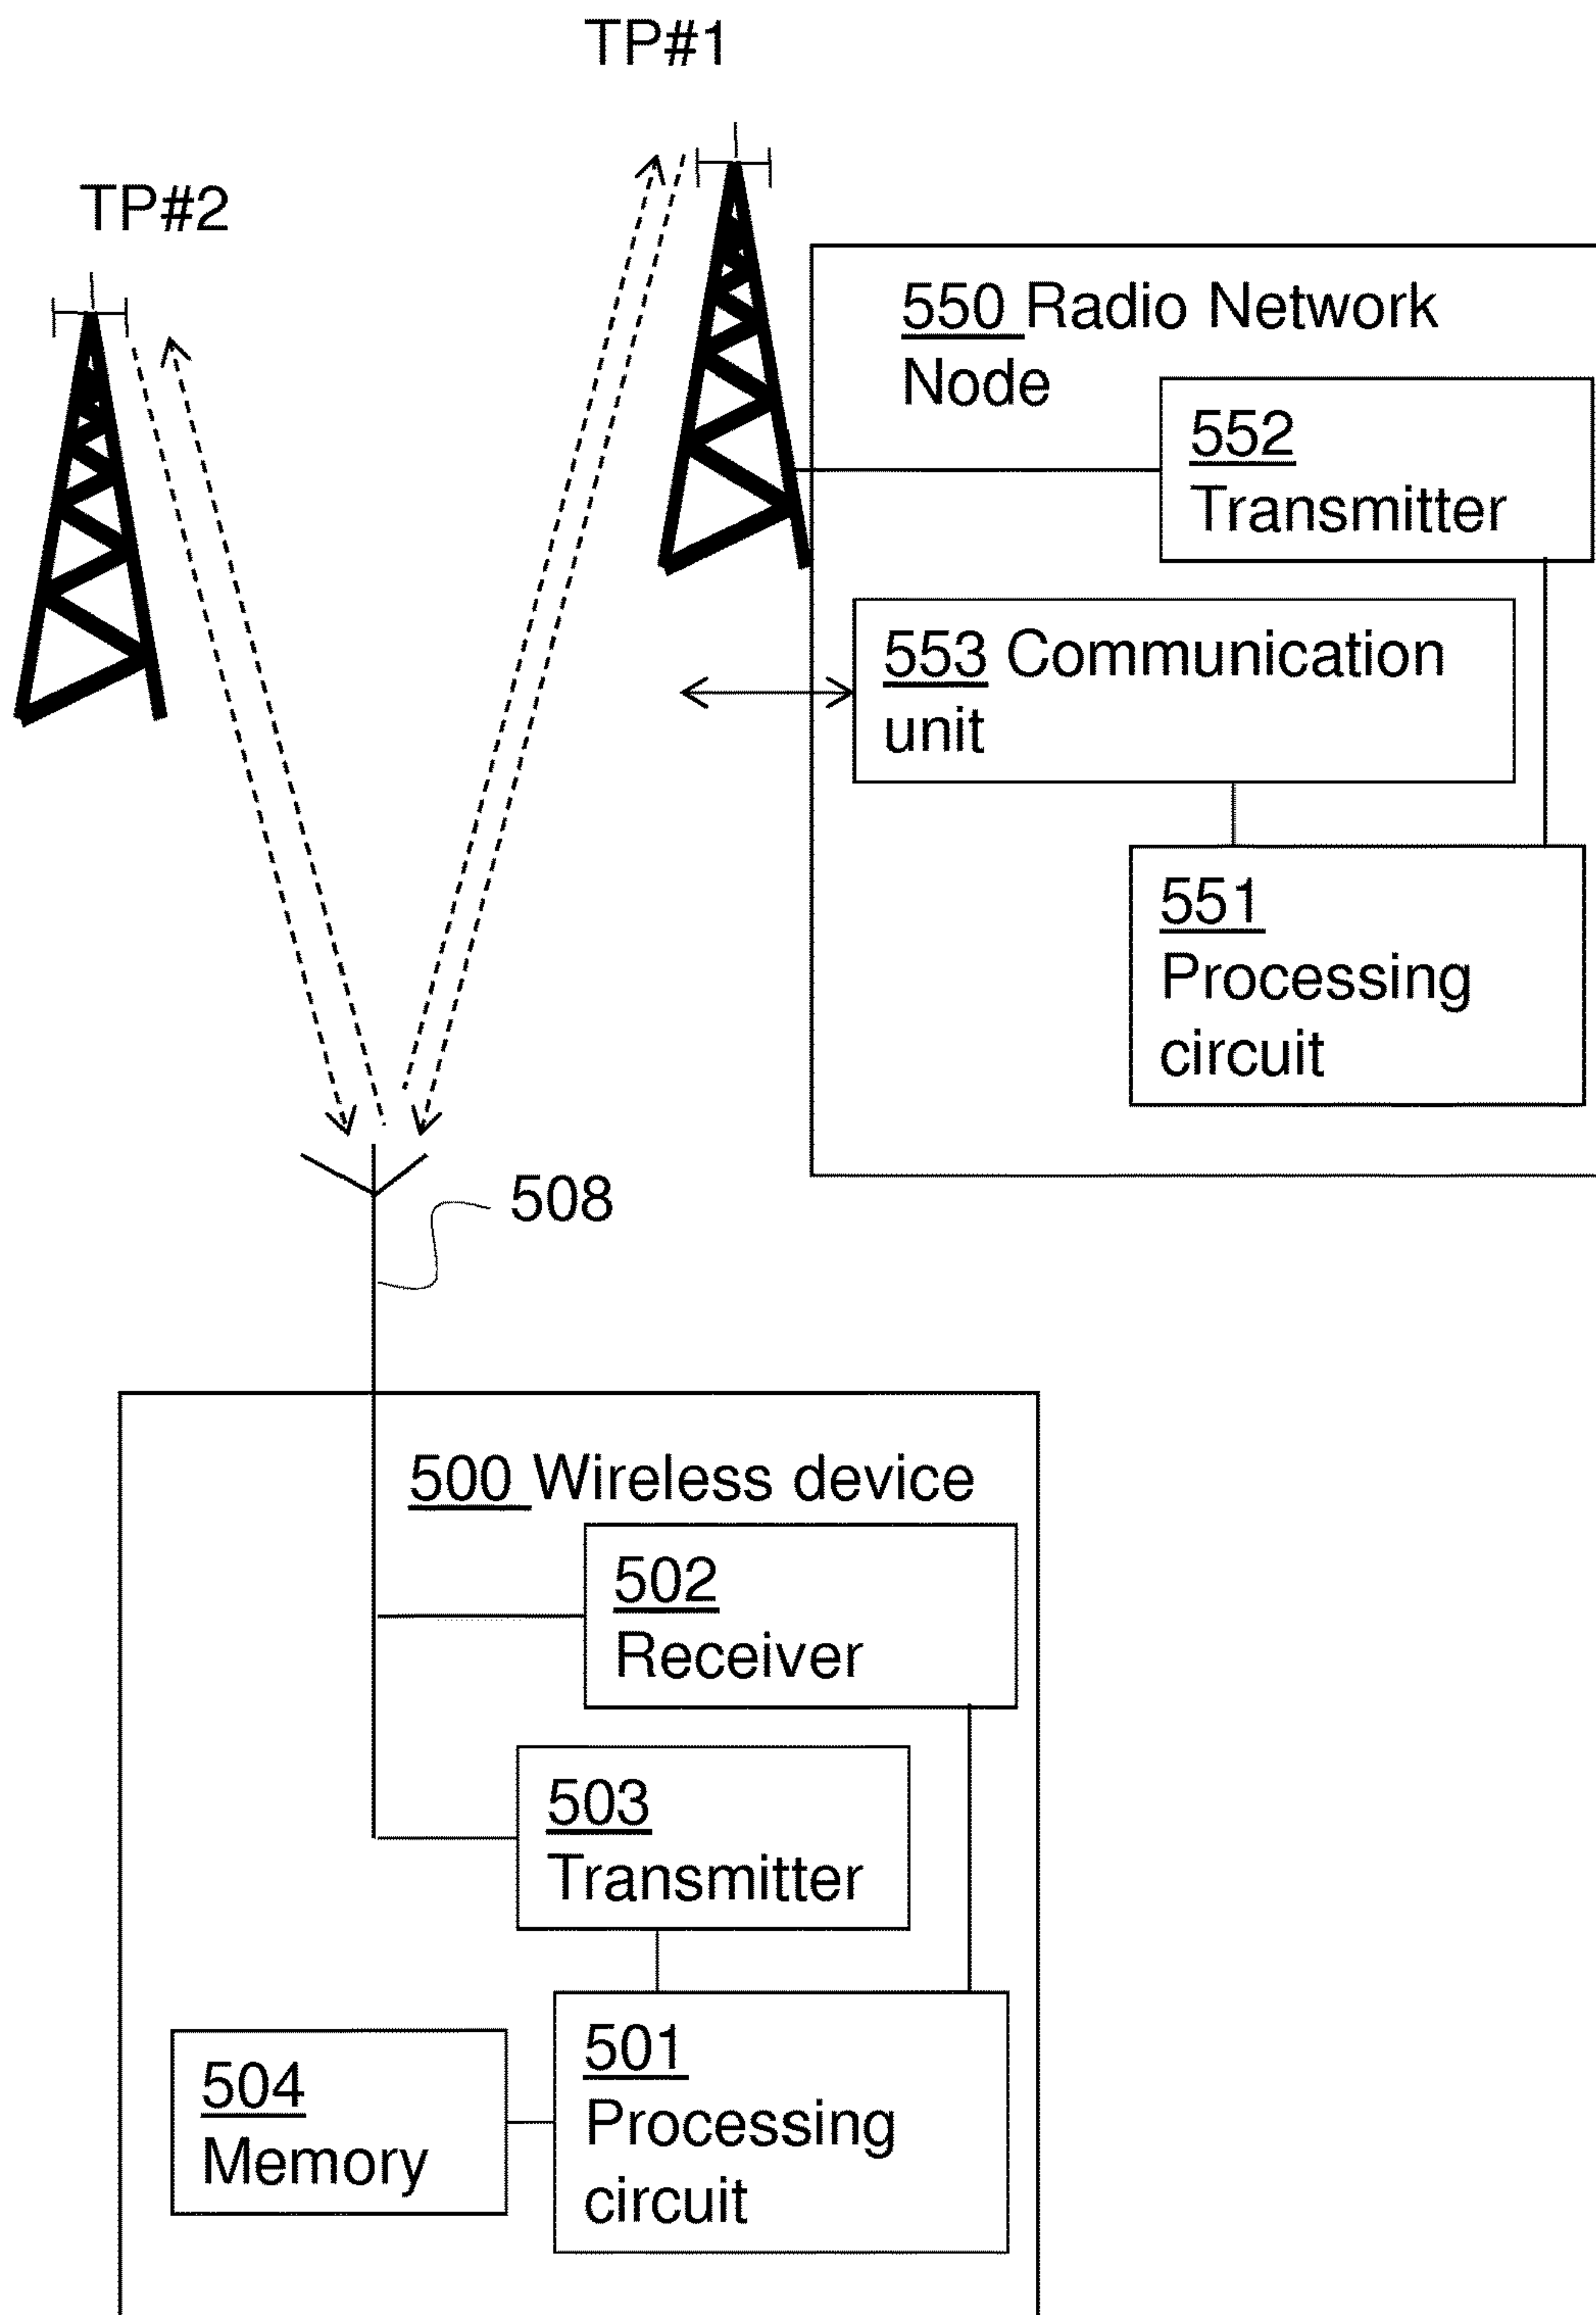 TP#1
TP#2
550 Radio Network
Node
552
Transmitter
553 Communication
unit
551
Processing
circuit
508
500 Wireless device
502
Receiver
503
Transmitter
501
Processing
circuit
504
Memory